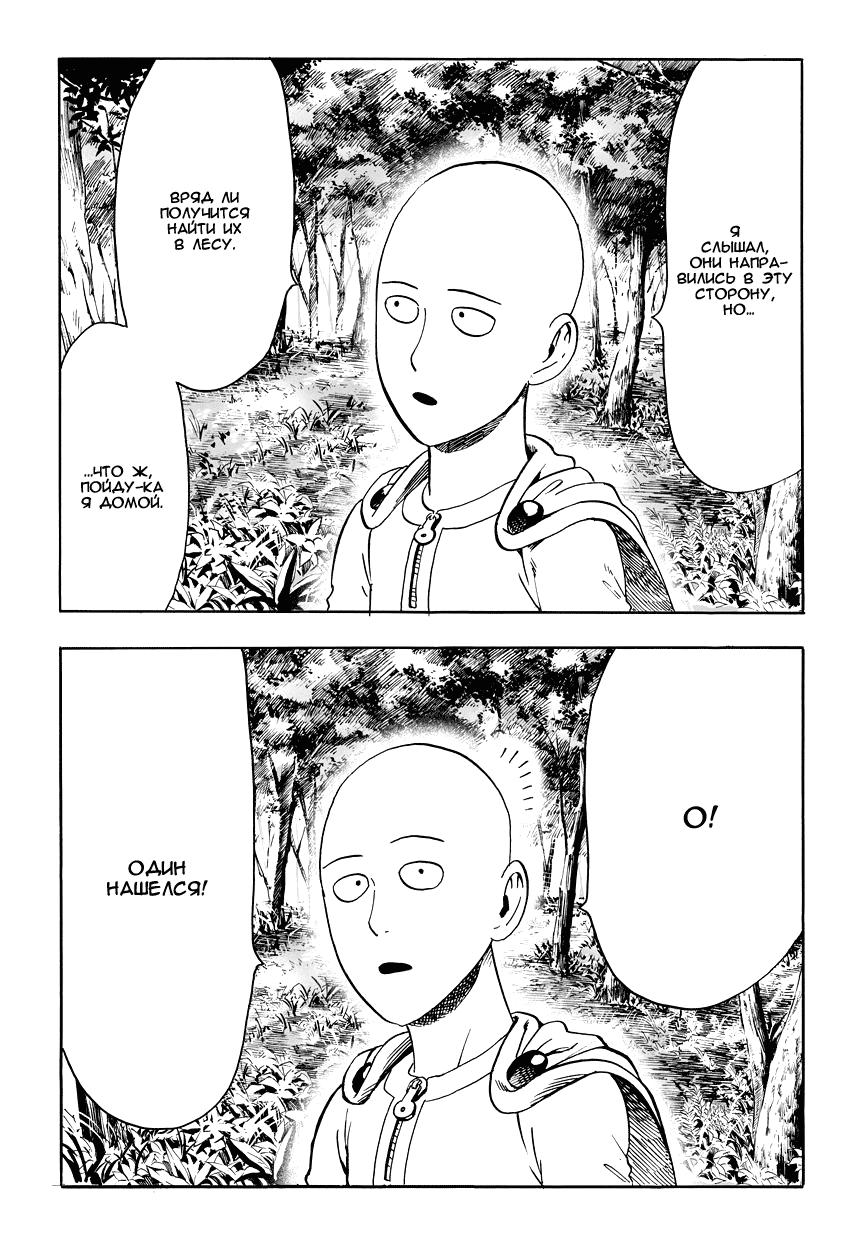 Я
СЛЫШАЛ,
ОНИ НАПРА-
ВИЛИСЬ В ЭТУ
СТОРОНУ,
НО...
ВРЯД ЛИ
ПОЛУЧИТСЯ
НАЙТИ ИХ
В ЛЕСУ.
...ЧТО Ж,
ПОЙДУ-КА
Я ДОМОЙ.
О!
ОДИН
НАШЕЛСЯ!